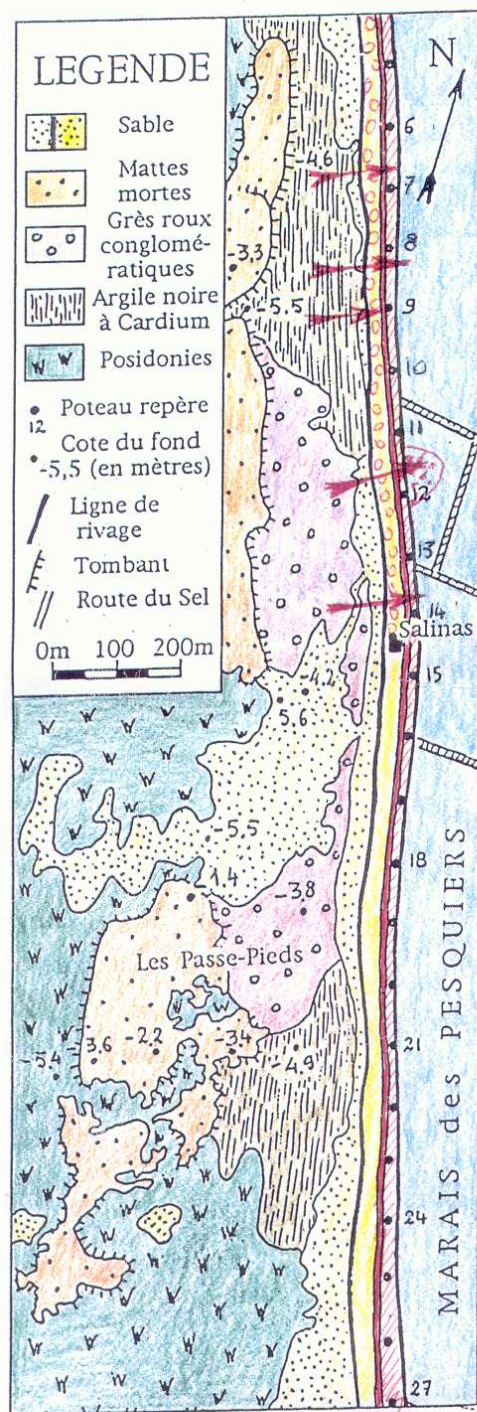 LEGENDE
Sable
Mattes
mortes
Grès roux
conglomé-
ratiques
Argile noire
à Cardium
Posidonies
12
Poteau repère
-5,5
Cote du fond
(en mètres)
Ligne de
rivage
Tombant
Route du Sel
0m 100 200m
N
6
-4.6
7
8
-3,3
-5.5
9
10
11
12
13
14
Salinas
15
-4.2
5.6
-5,5
18
-1.4
-3.8
Les Passe-Pieds
-5.4
3.6
-2.2
-3.4
-4.9
21
24
27
MARAIS des PESQUIERS